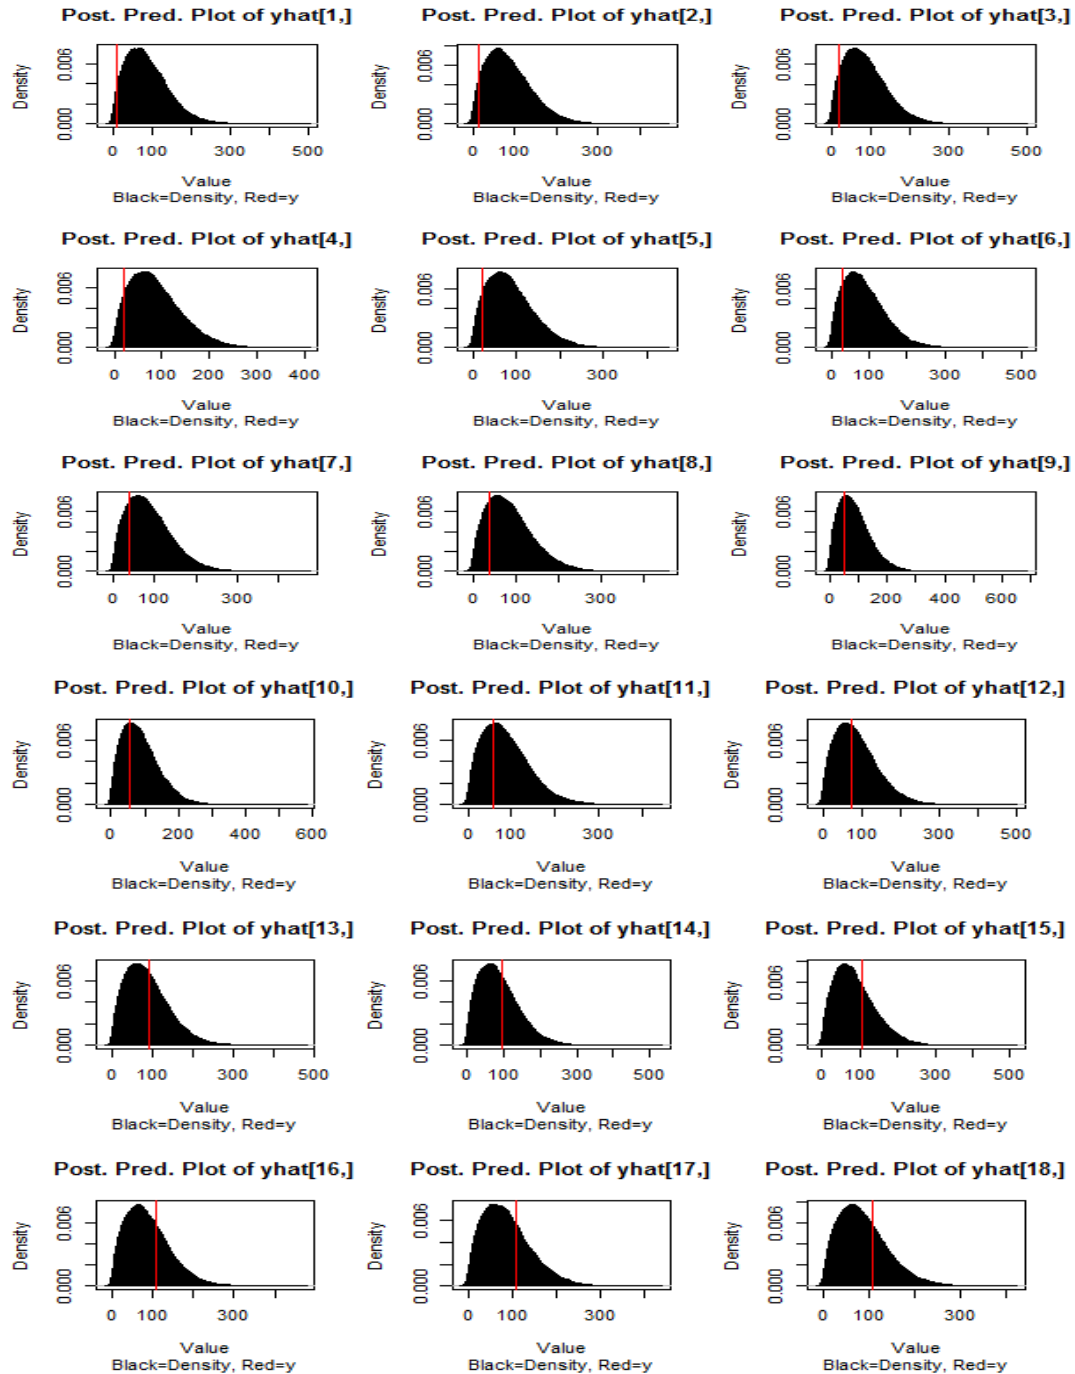 Post. Pred. Plot of yhat[1,]
Density
0.000
0.006
0 100 300 500
Value
Black=Density, Red=y
Post. Pred. Plot of yhat[2,]
Density
0.000
0.006
0 100 300
Value
Black=Density, Red=y
Post. Pred. Plot of yhat[3,]
Density
0.000
0.006
0 100 300 500
Value
Black=Density, Red=y
Post. Pred. Plot of yhat[4,]
Density
0.000
0.006
0 100 200 300 400
Value
Black=Density, Red=y
Post. Pred. Plot of yhat[5,]
Density
0.000
0.006
0 100 300
Value
Black=Density, Red=y
Post. Pred. Plot of yhat[6,]
Density
0.000
0.006
0 100 300 500
Value
Black=Density, Red=y
Post. Pred. Plot of yhat[7,]
Density
0.000
0.006
0 100 300
Value
Black=Density, Red=y
Post. Pred. Plot of yhat[8,]
Density
0.000
0.006
0 100 300
Value
Black=Density, Red=y
Post. Pred. Plot of yhat[9,]
Density
0.000
0.006
0 200 400 600
Value
Black=Density, Red=y
Post. Pred. Plot of yhat[10,]
Density
0.000
0.006
0 200 400 600
Value
Black=Density, Red=y
Post. Pred. Plot of yhat[11,]
Density
0.000
0.006
0 100 300
Value
Black=Density, Red=y
Post. Pred. Plot of yhat[12,]
Density
0.000
0.006
0 100 300 500
Value
Black=Density, Red=y
Post. Pred. Plot of yhat[13,]
Density
0.000
0.006
0 100 300 500
Value
Black=Density, Red=y
Post. Pred. Plot of yhat[14,]
Density
0.000
0.006
0 100 300 500
Value
Black=Density, Red=y
Post. Pred. Plot of yhat[15,]
Density
0.000
0.006
0 100 300 500
Value
Black=Density, Red=y
Post. Pred. Plot of yhat[16,]
Density
0.000
0.006
0 100 300
Value
Black=Density, Red=y
Post. Pred. Plot of yhat[17,]
Density
0.000
0.006
0 100 300
Value
Black=Density, Red=y
Post. Pred. Plot of yhat[18,]
Density
0.000
0.006
0 100 300
Value
Black=Density, Red=y